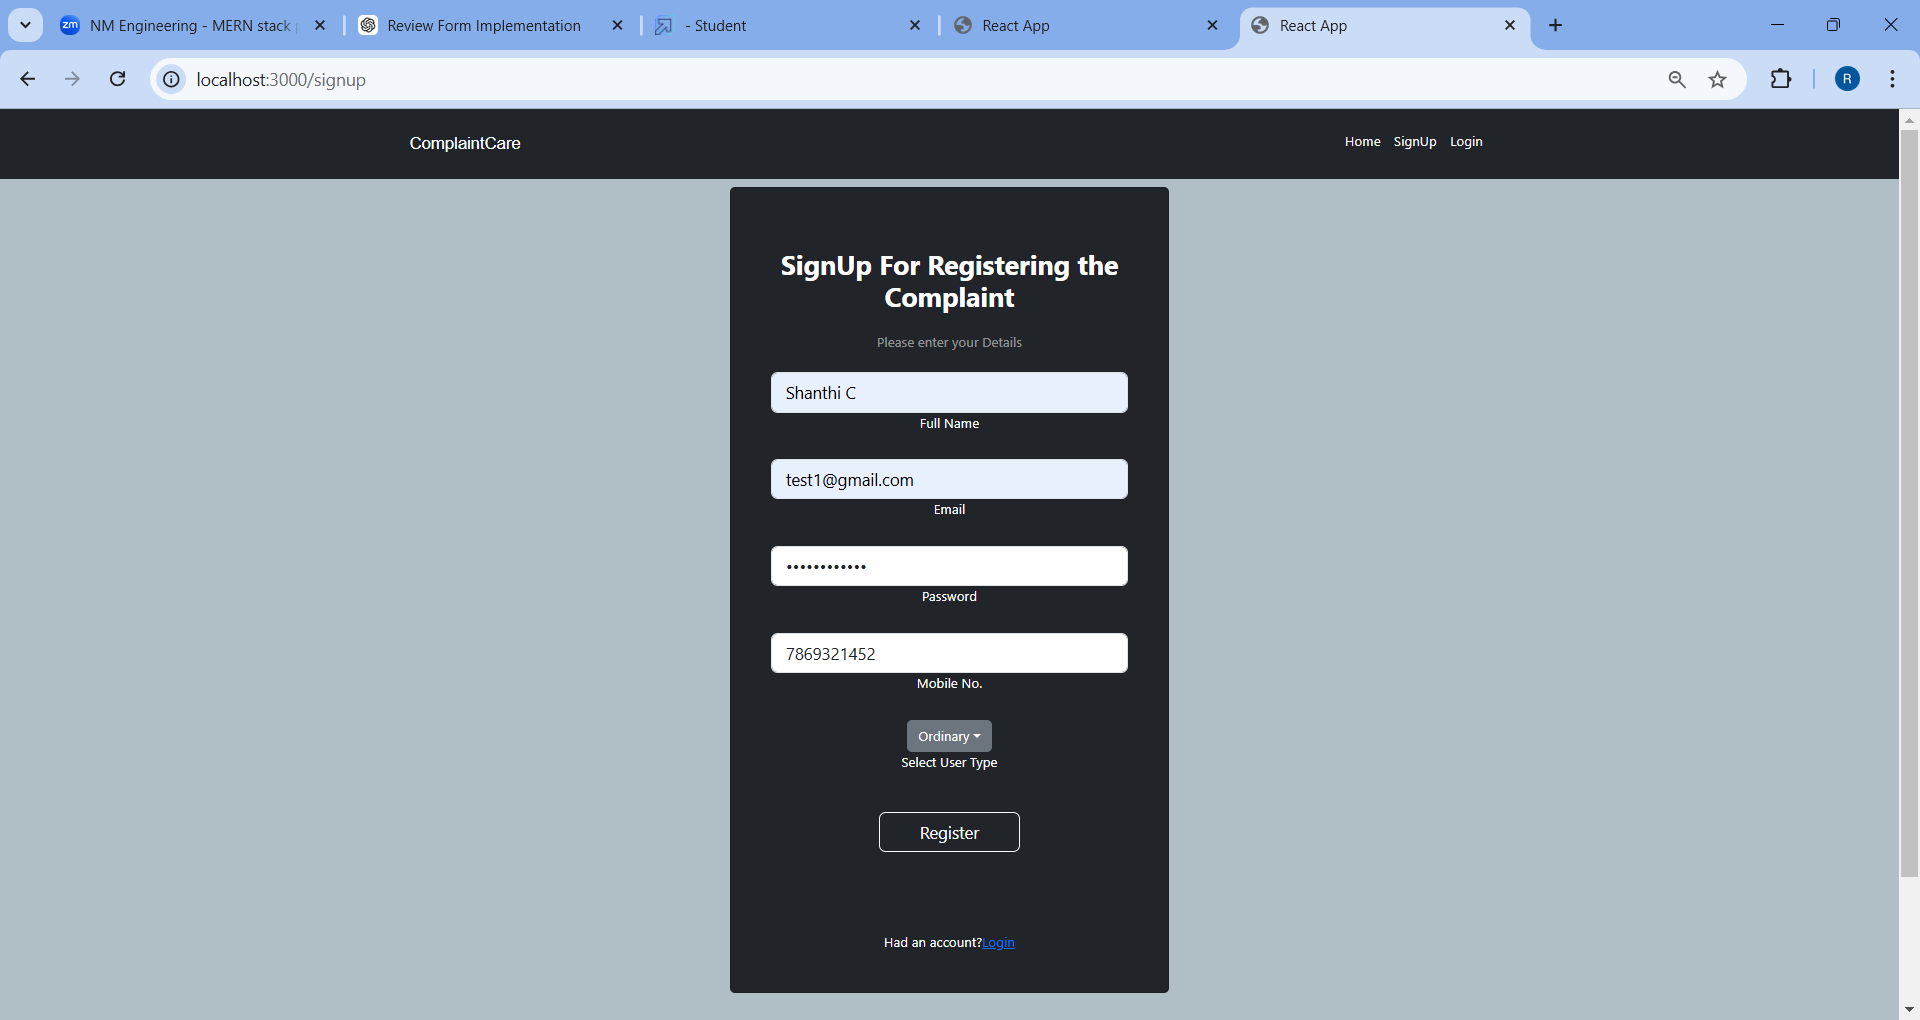 NM Engineering - MERN stack
Review Form Implementation
- Student
React App
React App
localhost:3000/signup
R
ComplaintCare
Home SignUp Login
SignUp For Registering the
Complaint
Please enter your Details
Shanthi C
Full Name
test1@gmail.com
Email
••••••••••••
Password
7869321452
Mobile No.
Ordinary
Select User Type
Register
Had an account?Login